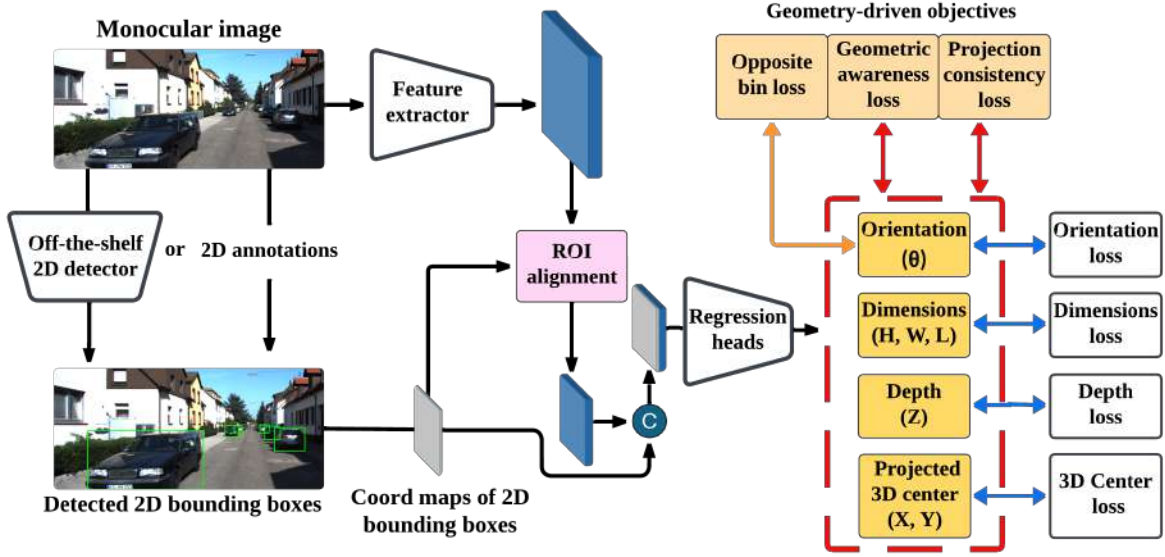 Geometry-driven objectives
Monocular image
Opposite
bin loss
Geometric
awareness
loss
Projection
consistency
loss
Feature
extractor
Off-the-shelf
2D detector
or
2D annotations
ROI
alignment
Orientation
(θ)
Orientation
loss
Regression
heads
Dimensions
(H, W, L)
Dimensions
loss
Depth
(Z)
Depth
loss
C
Projected
3D center
(X, Y)
3D Center
loss
Detected 2D bounding boxes
Coord maps of 2D
bounding boxes